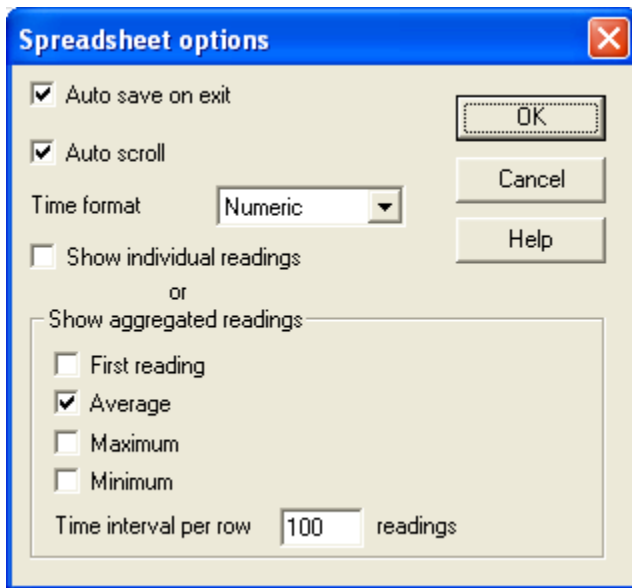 Spreadsheet options
Auto save on exit
OK
Auto scroll
Cancel
Time format Numeric
Help
Show individual readings
or
Show aggregated readings
First reading
Average
Maximum
Minimum
Time interval per row 100 readings